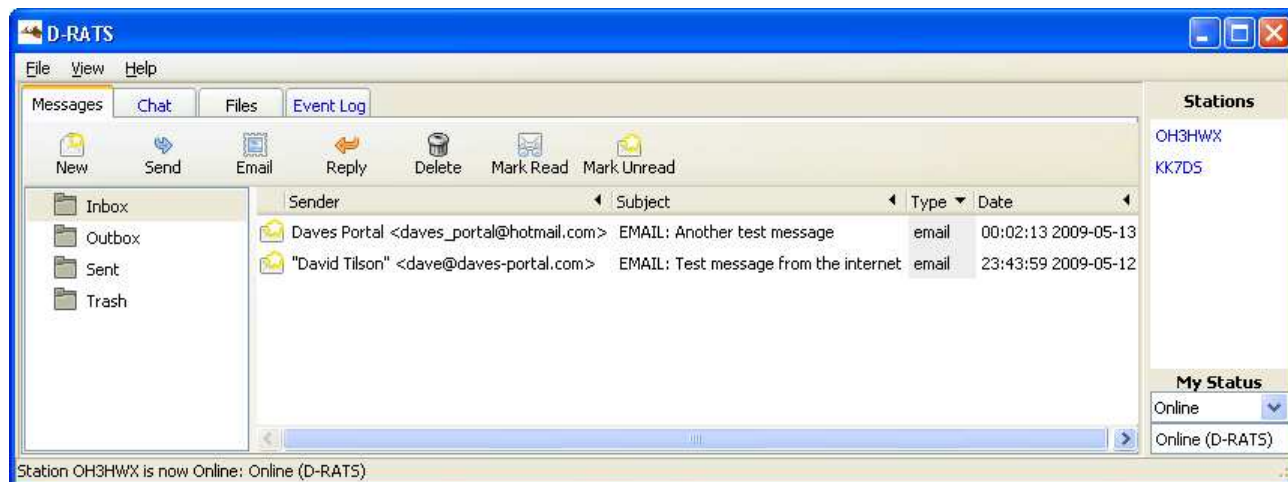 D-RATS
File View Help
Messages Chat Files Event Log
New Send Email Reply Delete Mark Read Mark Unread
Inbox
Outbox
Sent
Trash
Sender Subject Type Date
Daves Portal <daves_portal@hotmail.com> EMAIL: Another test message email 00:02:13 2009-05-13
"David Tilson" <dave@daves-portal.com> EMAIL: Test message from the internet email 23:43:59 2009-05-12
Stations
OH3HWX
KK7DS
My Status
Online
Online (D-RATS)
Station OH3HWX is now Online: Online (D-RATS)